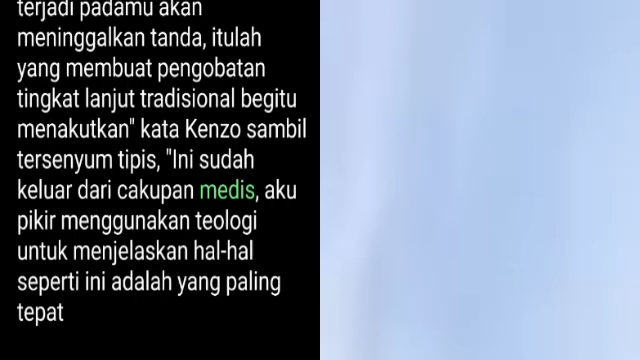 terjadi padamu akan
meninggalkan tanda, itulah
yang membuat pengobatan
tingkat lanjut tradisional begitu
menakutkan" kata Kenzo sambil
tersenyum tipis, "Ini sudah
keluar dari cakupan medis, aku
pikir menggunakan teologi
untuk menjelaskan hal-hal
seperti ini adalah yang paling
tepat